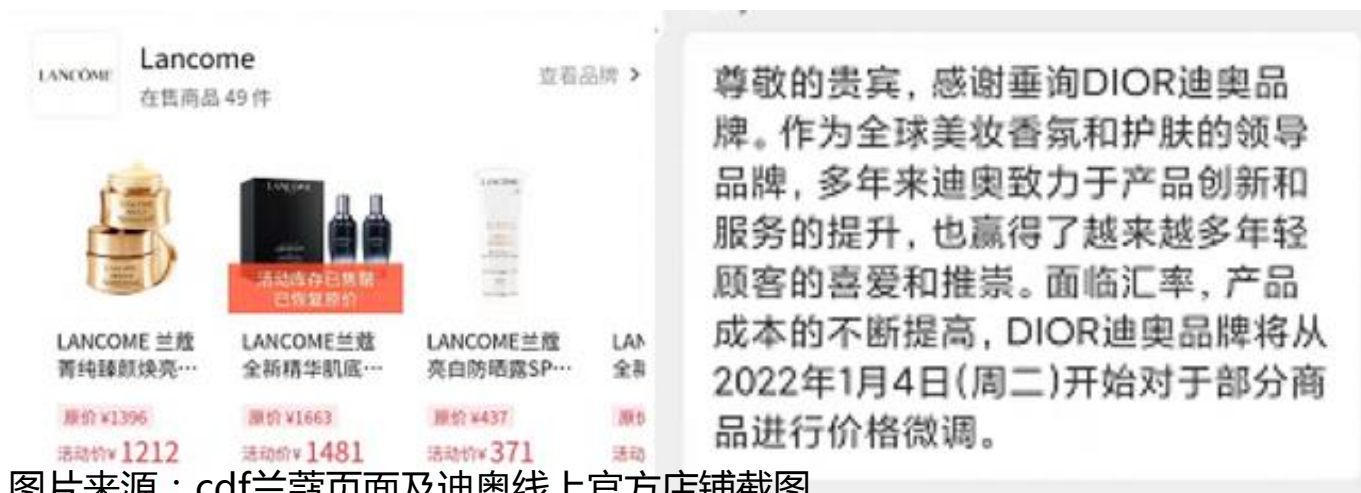 LANCÔME
Lancome
查看品牌 >
在售商品 49 件
LANCOME
活动库存已售罄
已恢复原价
LANCOME 兰蔻
菁纯臻颜焕亮…
LANCOME兰蔻
全新精华肌底…
LANCOME兰蔻
亮白防晒露SP…
LAN
全新
原价 ¥1396
原价 ¥1663
原价 ¥437
活动价¥ 1212
活动价¥ 1481
活动价¥ 371
活动
尊敬的贵宾，感谢垂询DIOR迪奥品
牌。作为全球美妆香氛和护肤的领导
品牌，多年来迪奥致力于产品创新和
服务的提升，也赢得了越来越多年轻
顾客的喜爱和推崇。面临汇率，产品
成本的不断提高，DIOR迪奥品牌将从
2022年1月4日(周二)开始对于部分商
品进行价格微调。
图片来源：cdf兰蔻页面及迪奥线上官方店铺截图